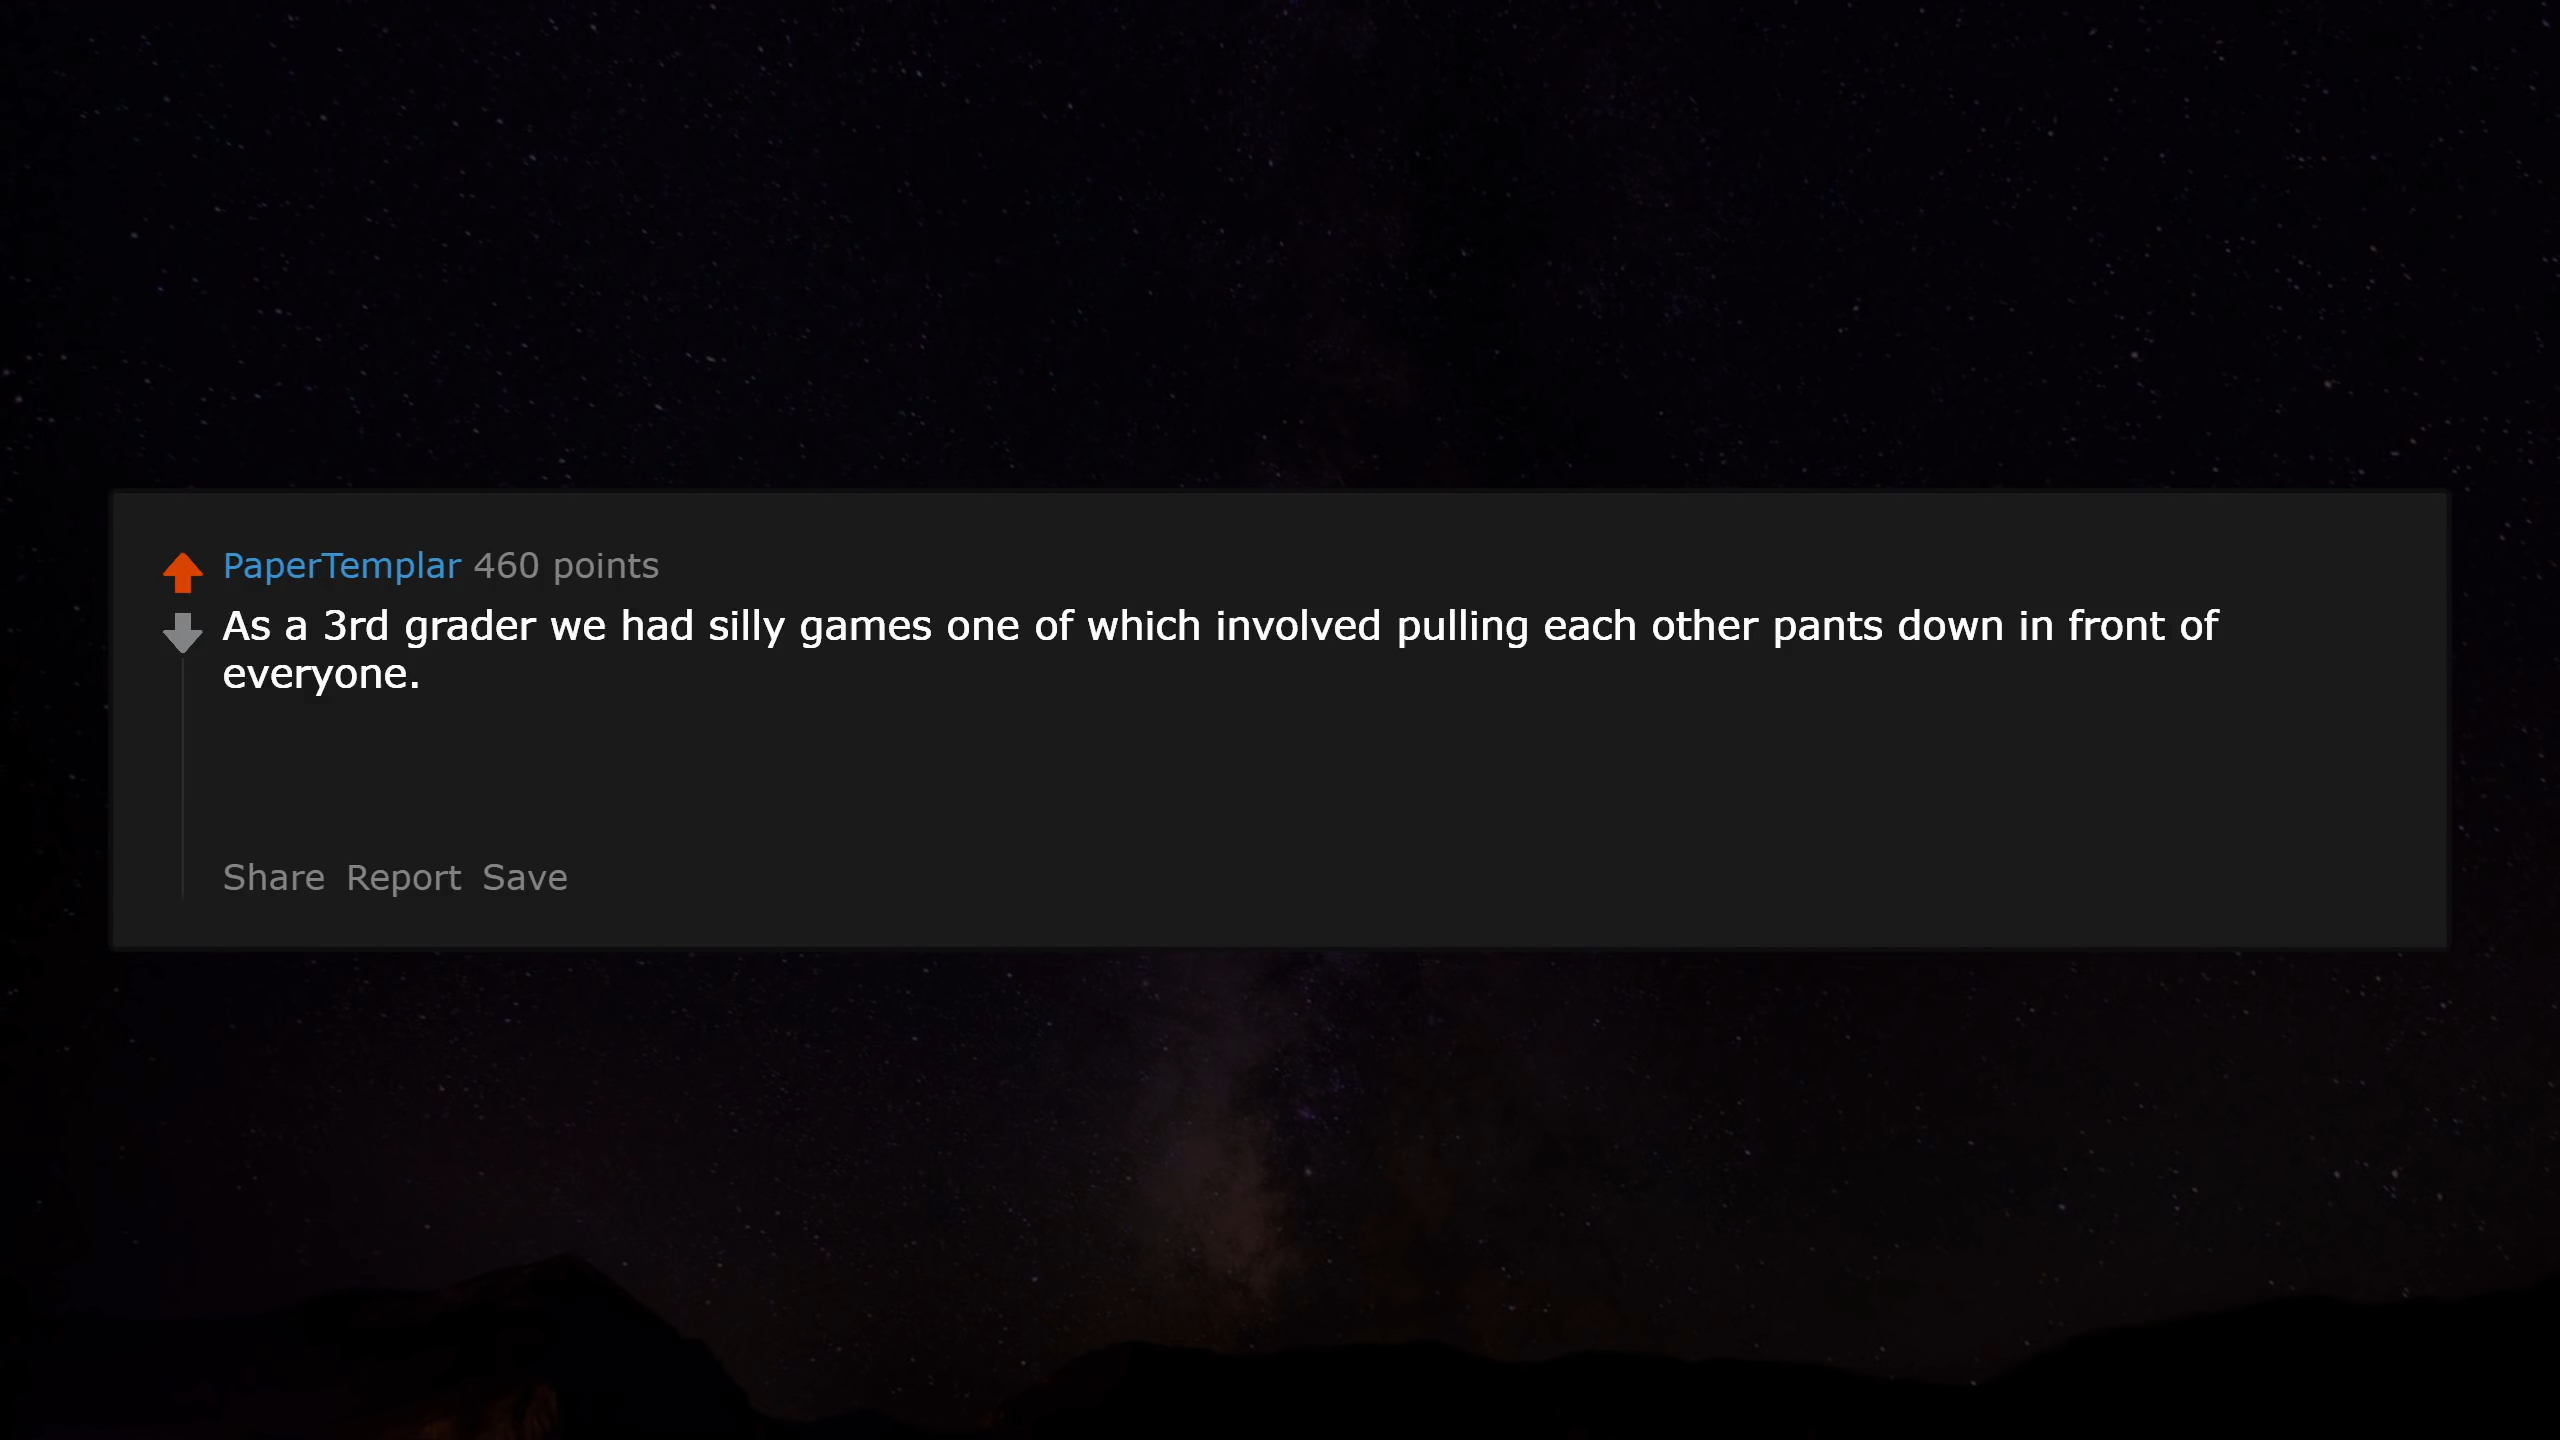 PaperTemplar 460 points
As a 3rd grader we had silly games one of which involved pulling each other pants down in front of
everyone.
Share Report Save